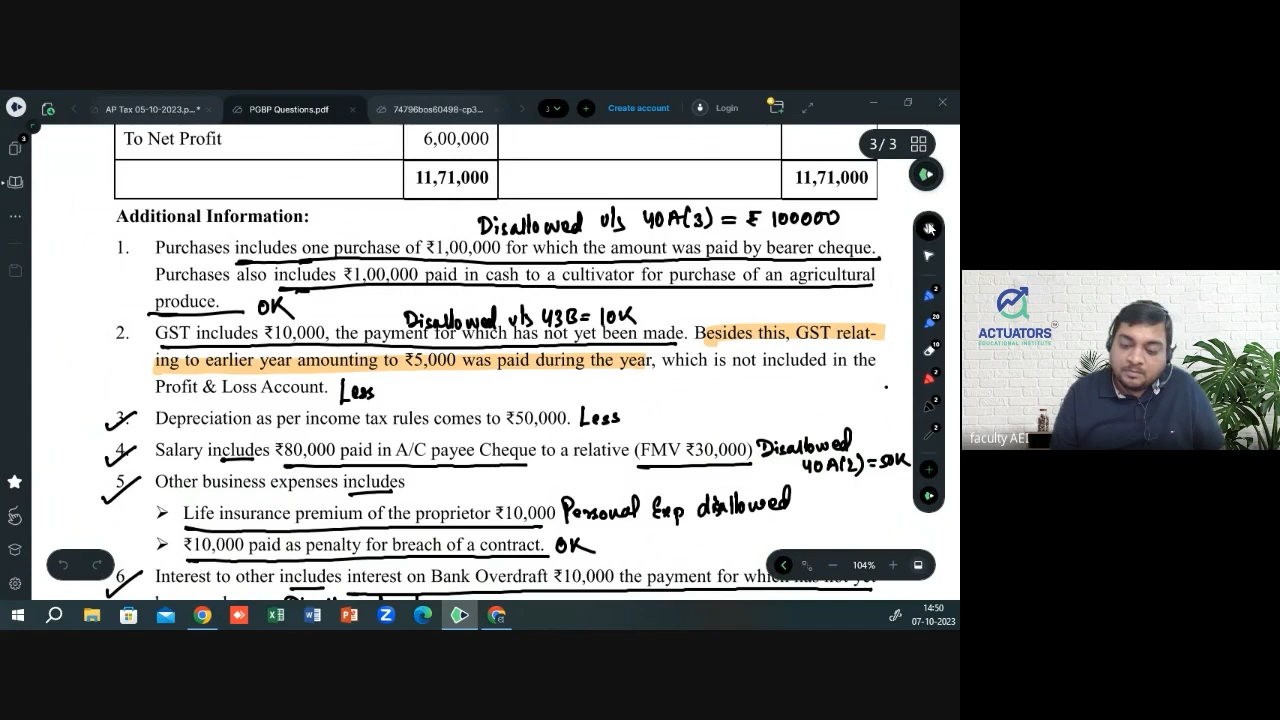 AP Tax 05-10-2023.p... *
PGBP Questions.pdf
74796bos60498-cp3...
3
Create account
Login
To Net Profit 6,00,000
3 / 3
11,71,000 11,71,000
Additional Information:
Disallowed u/s 40A(3) = ₹ 100000
1. Purchases includes one purchase of ₹1,00,000 for which the amount was paid by bearer cheque.
Purchases also includes ₹1,00,000 paid in cash to a cultivator for purchase of an agricultural
produce. OK
Disallowed u/s 43B = 10K
2. GST includes ₹10,000, the payment for which has not yet been made. Besides this, GST relat-
ing to earlier year amounting to ₹5,000 was paid during the year, which is not included in the
Profit & Loss Account. Less
3. Depreciation as per income tax rules comes to ₹50,000. Less
4. Salary includes ₹80,000 paid in A/C payee Cheque to a relative (FMV ₹30,000) Disallowed
40A(2) = 50K
5. Other business expenses includes
➢ Life insurance premium of the proprietor ₹10,000 Personal Exp disallowed
➢ ₹10,000 paid as penalty for breach of a contract. OK
6. Interest to other includes interest on Bank Overdraft ₹10,000 the payment for which has not yet
104%
14:50
07-10-2023
ACTUATORS
EDUCATIONAL INSTITUTE
faculty AEI